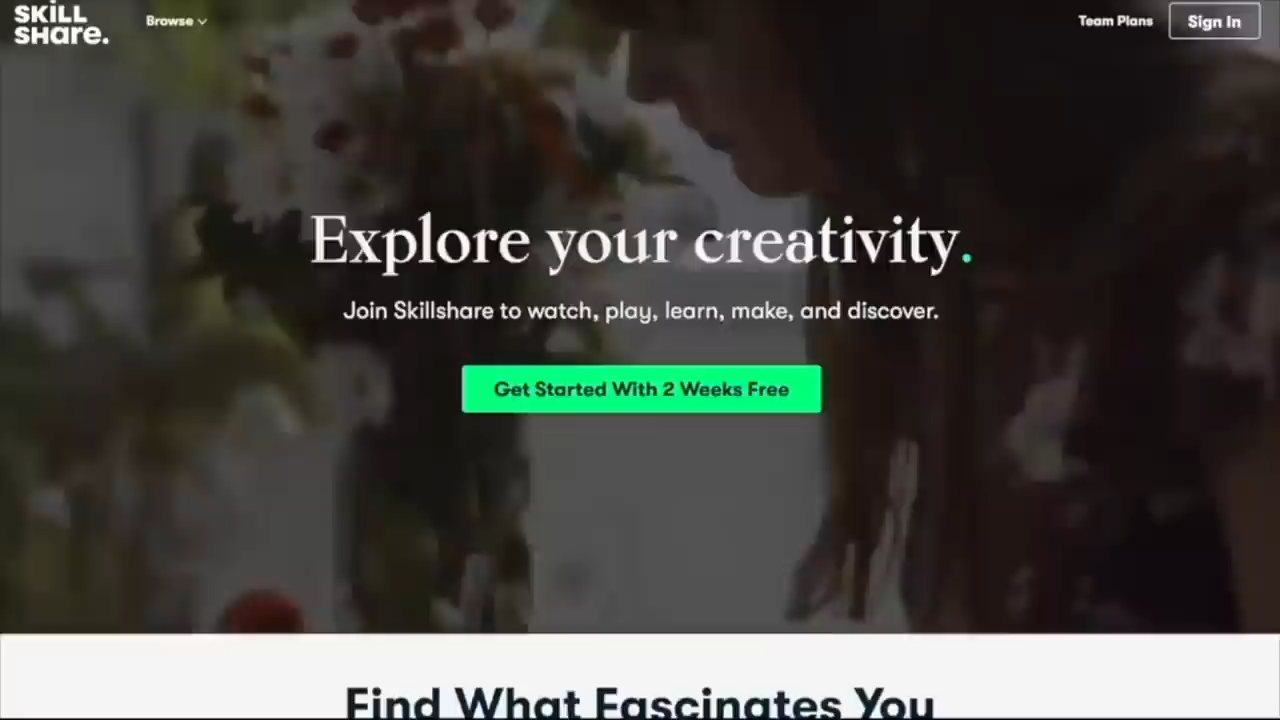 SKILL
SHare.
Browse
Team Plans
Sign In
Explore your creativity.
Join Skillshare to watch, play, learn, make, and discover.
Get Started With 2 Weeks Free
Find What Fascinates You